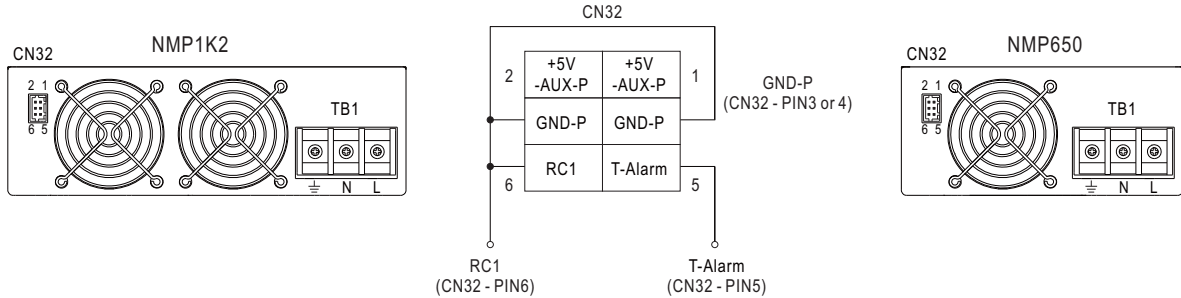 CN32
NMP1K2
CN32
2 1
6 5
TB1
N L
2
+5V
-AUX-P
+5V
-AUX-P
1
GND-P
GND-P
6
RC1
T-Alarm
5
GND-P
(CN32 - PIN3 or 4)
RC1
(CN32 - PIN6)
T-Alarm
(CN32 - PIN5)
CN32
NMP650
2 1
6 5
TB1
N L